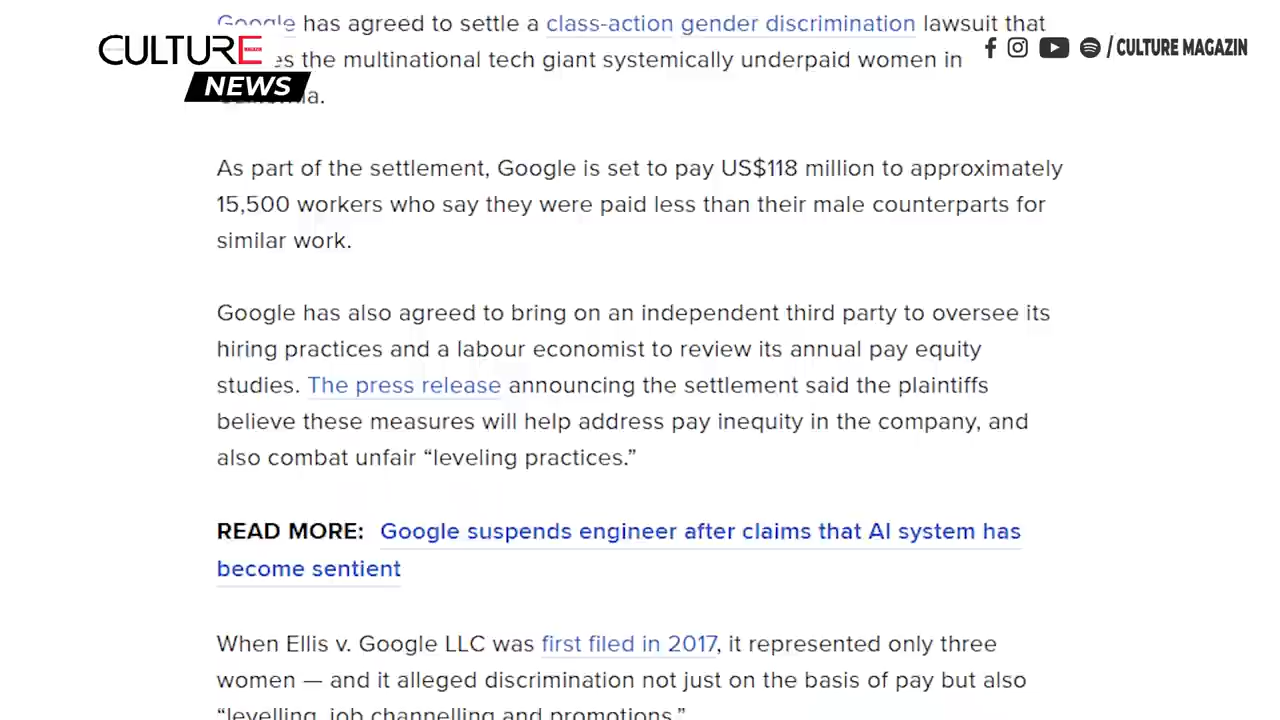 Google has agreed to settle a class-action gender discrimination lawsuit that
CULTURE
NEWS
/ CULTURE MAGAZIN
the multinational tech giant systemically underpaid women in
As part of the settlement, Google is set to pay US$118 million to approximately
15,500 workers who say they were paid less than their male counterparts for
similar work.
Google has also agreed to bring on an independent third party to oversee its
hiring practices and a labour economist to review its annual pay equity
studies. The press release announcing the settlement said the plaintiffs
believe these measures will help address pay inequity in the company, and
also combat unfair “leveling practices.”
READ MORE: Google suspends engineer after claims that AI system has
become sentient
When Ellis v. Google LLC was first filed in 2017, it represented only three
women — and it alleged discrimination not just on the basis of pay but also
“levelling, job channelling and promotions.”